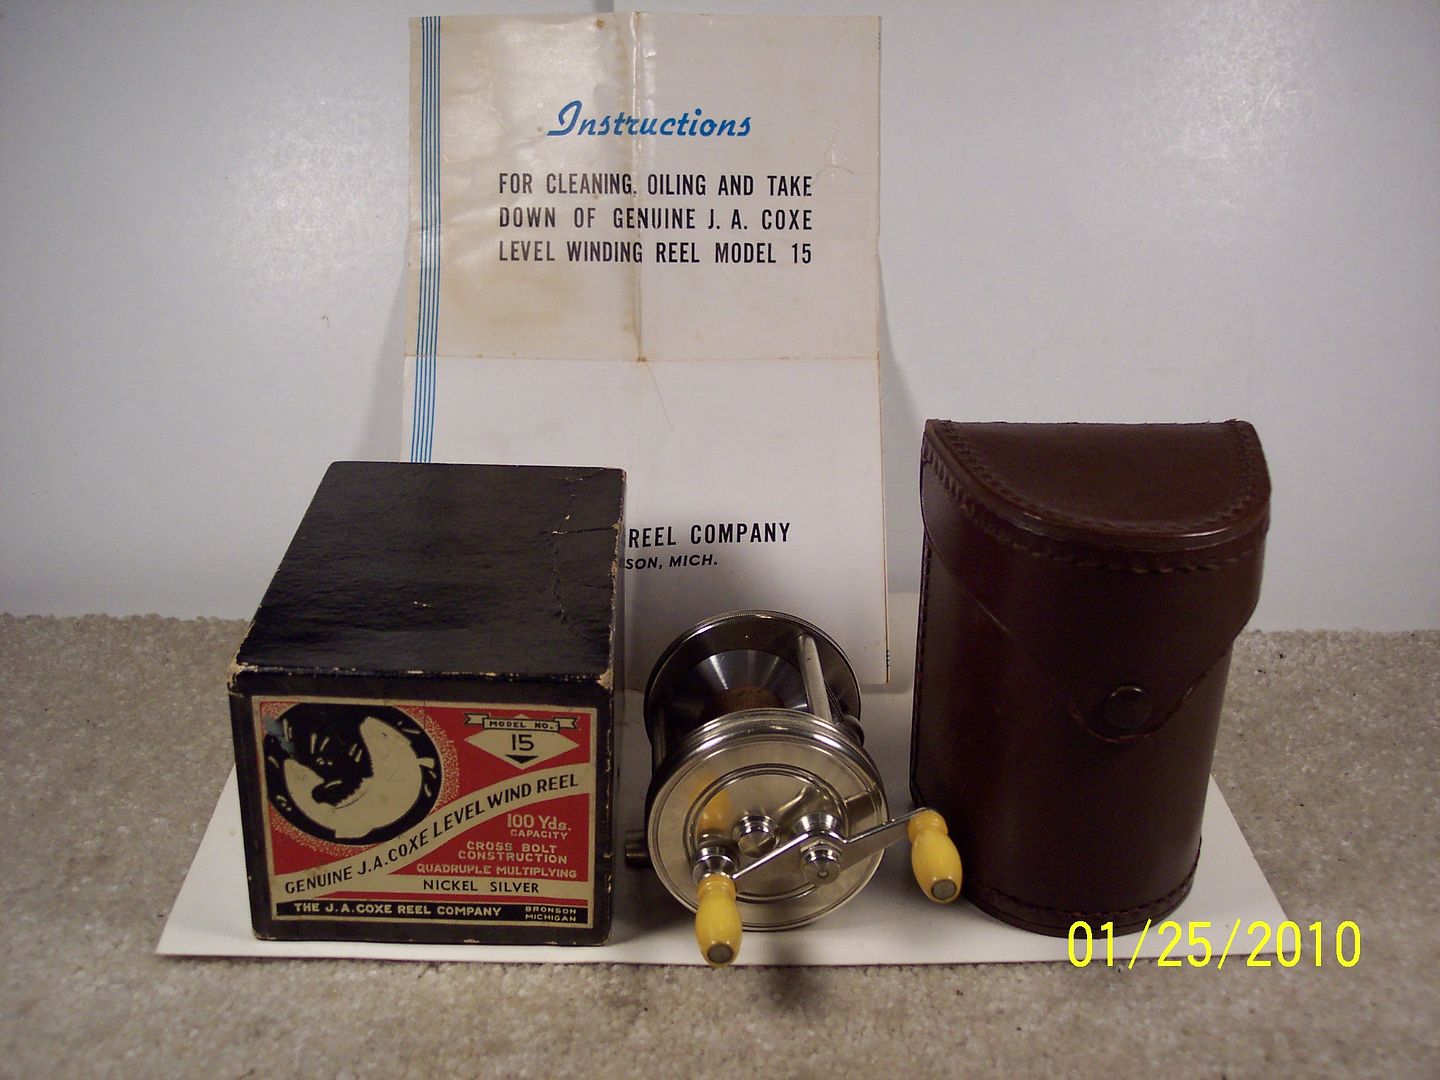 Instructions
FOR CLEANING, OILING AND TAKE
DOWN OF GENUINE J. A. COXE
LEVEL WINDING REEL MODEL 15
REEL COMPANY
SON, MICH.
MODEL NO.
15
GENUINE J.A.COXE LEVEL WIND REEL
100 Yds.
CAPACITY
CROSS BOLT
CONSTRUCTION
QUADRUPLE MULTIPLYING
NICKEL SILVER
THE J.A.COXE REEL COMPANY
BRONSON
MICHIGAN
01/25/2010